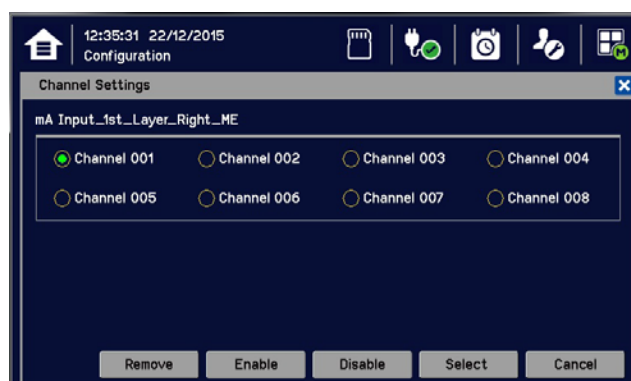 12:35:31 22/12/2015
Configuration
M
Channel Settings
mA Input_1st_Layer_Right_ME
Channel 001 Channel 002 Channel 003 Channel 004
Channel 005 Channel 006 Channel 007 Channel 008
Remove Enable Disable Select Cancel